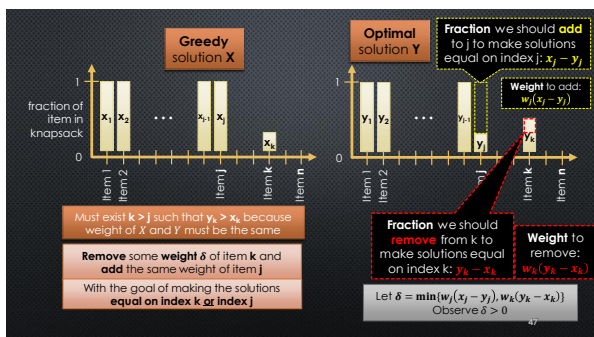 Greedy
solution X
fraction of
item in
knapsack
1
0
x₁
x₂
...
xⱼ₋₁
xⱼ
xₖ
Item 1
Item 2
Item j
Item k
Item n
Optimal
solution Y
1
0
y₁
y₂
...
yⱼ₋₁
yⱼ
yₖ
Item 1
Item 2
Item j
Item k
Item n
Fraction we should add
to j to make solutions
equal on index j: xⱼ − yⱼ
Weight to add:
wⱼ(xⱼ − yⱼ)
Must exist k > j such that yₖ > xₖ because
weight of X and Y must be the same
Remove some weight δ of item k and
add the same weight of item j
With the goal of making the solutions
equal on index k or index j
Fraction we should
remove from k to
make solutions equal
on index k: yₖ − xₖ
Weight to
remove:
wₖ(yₖ − xₖ)
Let δ = min{wⱼ(xⱼ − yⱼ), wₖ(yₖ − xₖ)}
Observe δ > 0
47